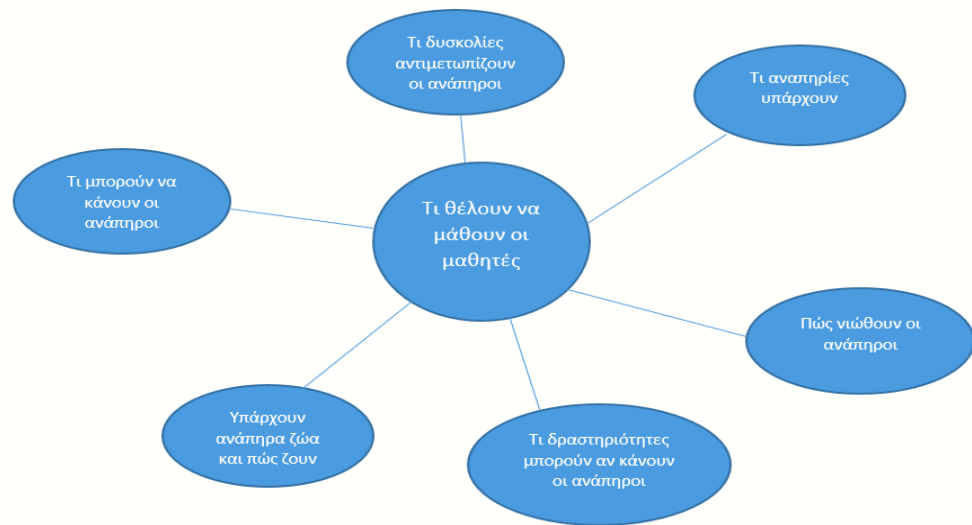 Τι δυσκολίες
αντιμετωπίζουν
οι ανάπηροι
Τι αναπηρίες
υπάρχουν
Τι μπορούν να
κάνουν οι
ανάπηροι
Τι θέλουν να
μάθουν οι
μαθητές
Πώς νιώθουν οι
ανάπηροι
Υπάρχουν
ανάπηρα ζώα
και πώς ζουν
Τι δραστηριότητες
μπορούν αν κάνουν
οι ανάπηροι